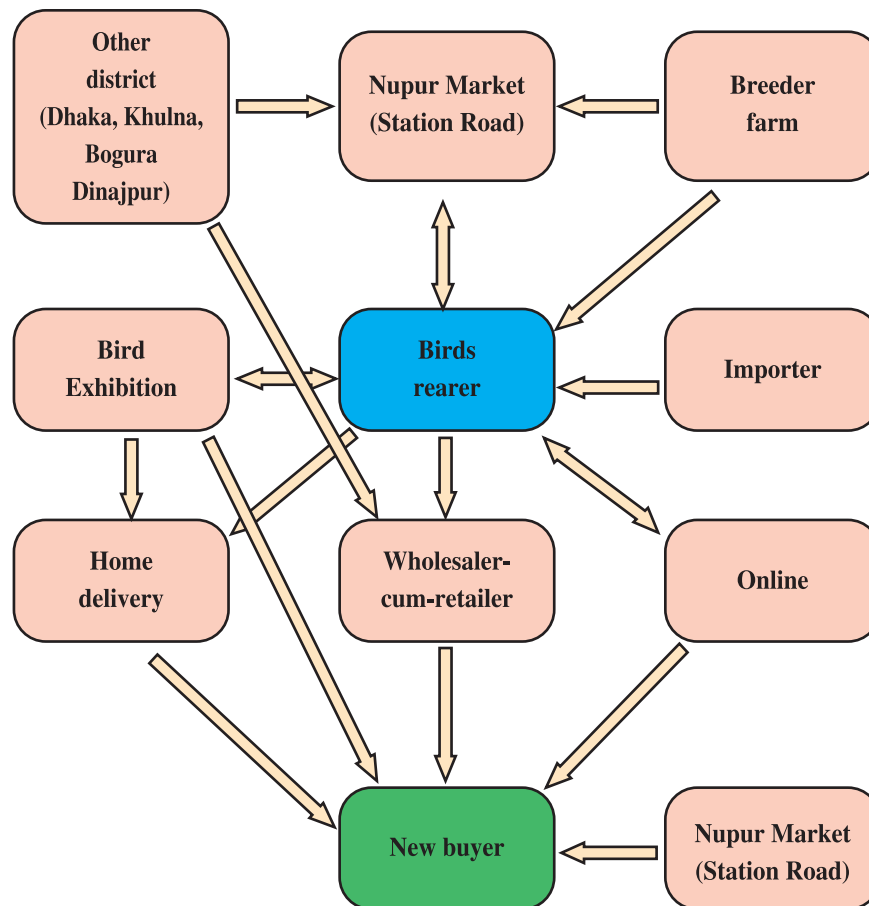 Other
district
(Dhaka, Khulna,
Bogura
Dinajpur)
Nupur Market
(Station Road)
Breeder
farm
Bird
Exhibition
Birds
rearer
Importer
Home
delivery
Wholesaler-
cum-retailer
Online
New buyer
Nupur Market
(Station Road)